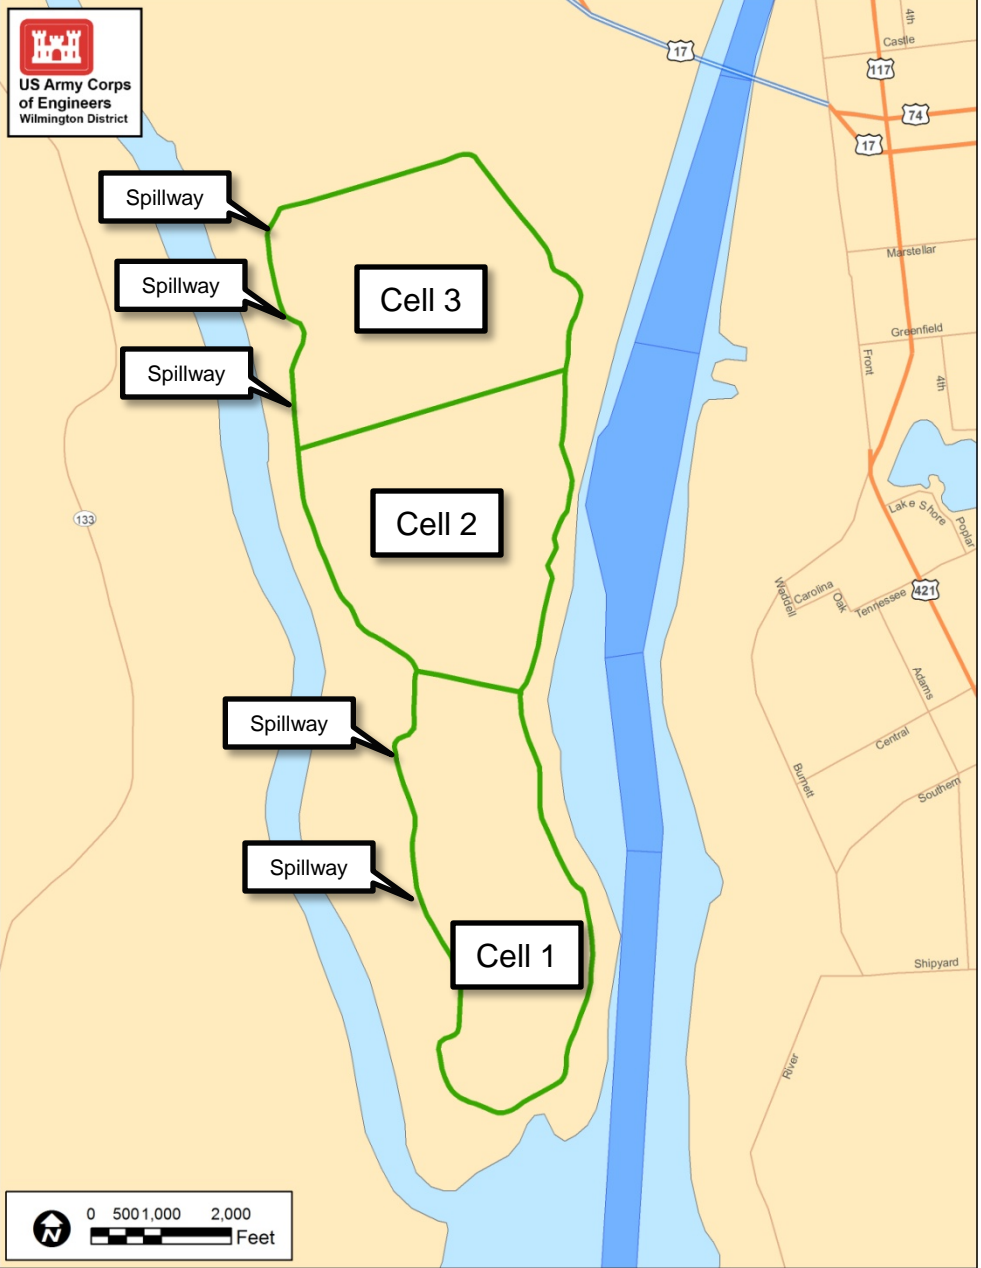 US Army Corps
of Engineers
Wilmington District
17
4th
Castle
117
74
17
Spillway
Spillway
Cell 3
Marstellar
Greenfield
Front
4th
Spillway
133
Cell 2
Lake Shore
Poplar
421
Waddell
Carolina
Oak
Tennessee
Adams
Spillway
Central
Burnett
Southern
Spillway
Cell 1
Shipyard
River
N
0 500 1,000 2,000
Feet